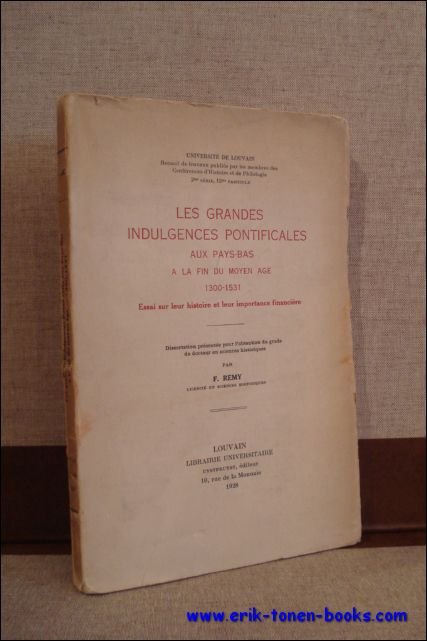 UNIVERSITÉ DE LOUVAIN
Recueil de travaux publiés par les membres des
Conférences d'Histoire et de Philologie
2me SÉRIE, 15me FASCICULE
LES GRANDES
INDULGENCES PONTIFICALES
AUX PAYS-BAS
A LA FIN DU MOYEN AGE
1300-1531
Essai sur leur histoire et leur importance financière
Dissertation présentée pour l'obtention du grade
de docteur en sciences historiques
PAR
F. REMY
LICENCIÉ EN SCIENCES HISTORIQUES
LOUVAIN
LIBRAIRIE UNIVERSITAIRE
UYSTPRUYST, éditeur
10, rue de la Monnaie
1928
www.erik-tonen-books.com